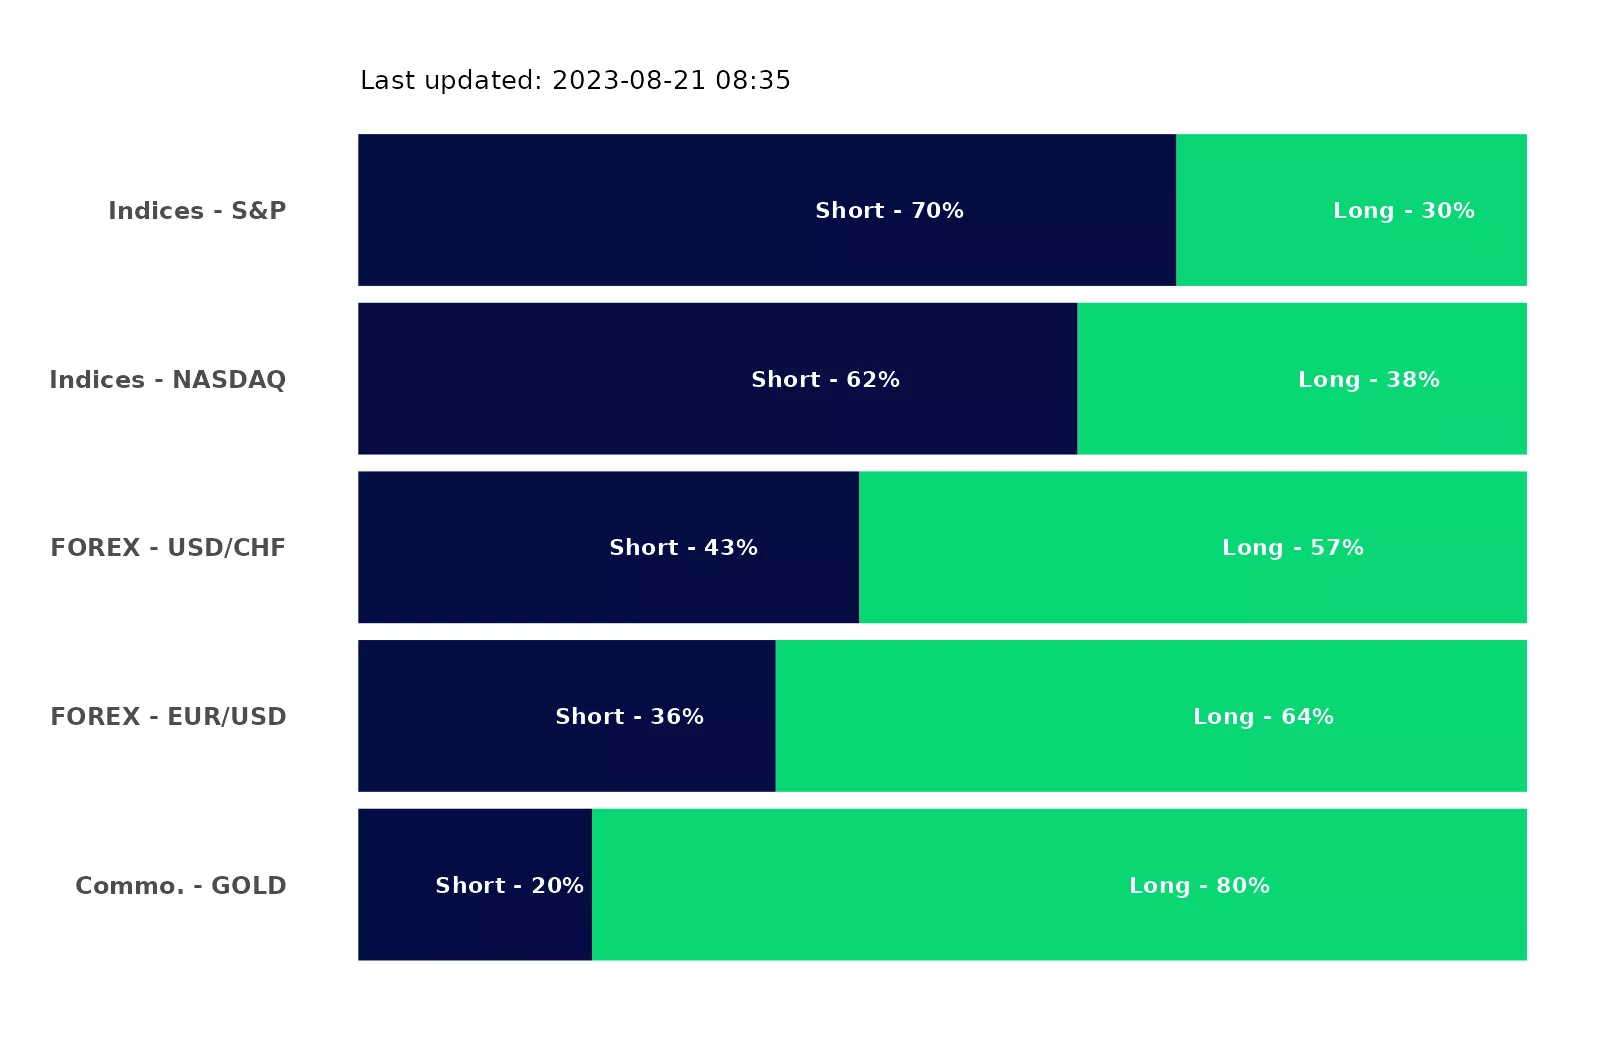 Last updated: 2023-08-21 08:35
Indices - S&P Short - 70% Long - 30%
Indices - NASDAQ Short - 62% Long - 38%
FOREX - USD/CHF Short - 43% Long - 57%
FOREX - EUR/USD Short - 36% Long - 64%
Commo. - GOLD Short - 20% Long - 80%